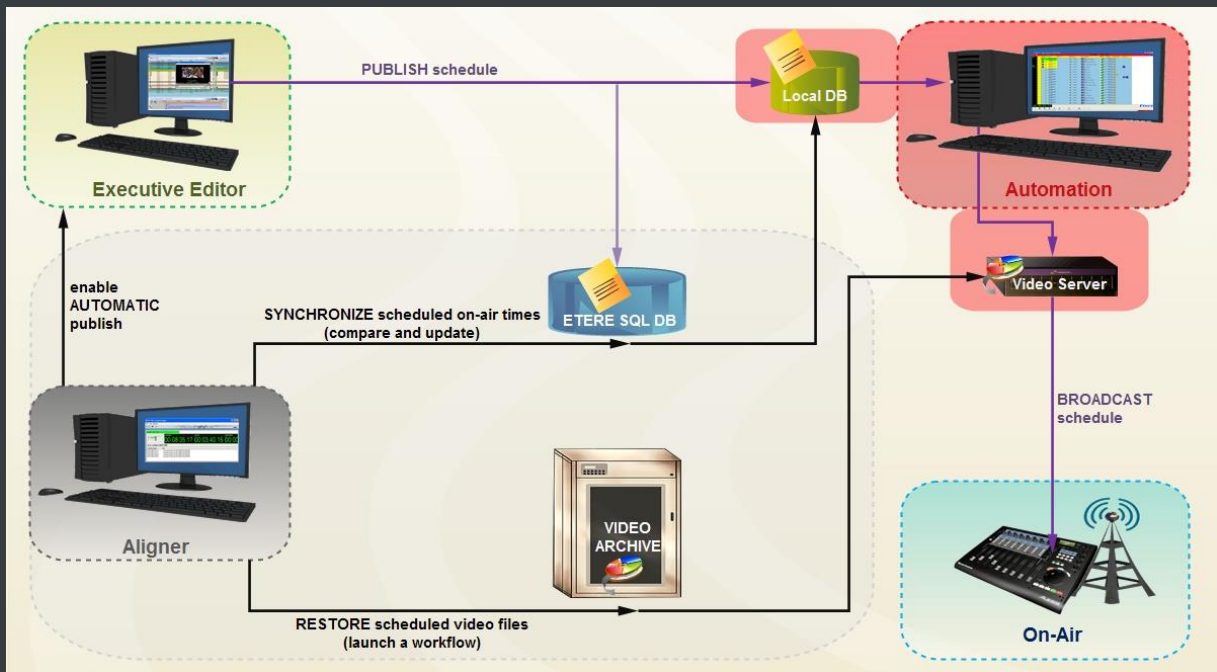 PUBLISH schedule
Local DB
Executive Editor
Automation
enable
AUTOMATIC
publish
SYNCHRONIZE scheduled on-air times
(compare and update)
ETERE SQL DB
Video Server
BROADCAST
schedule
Aligner
VIDEO
ARCHIVE
RESTORE scheduled video files
(launch a workflow)
On-Air